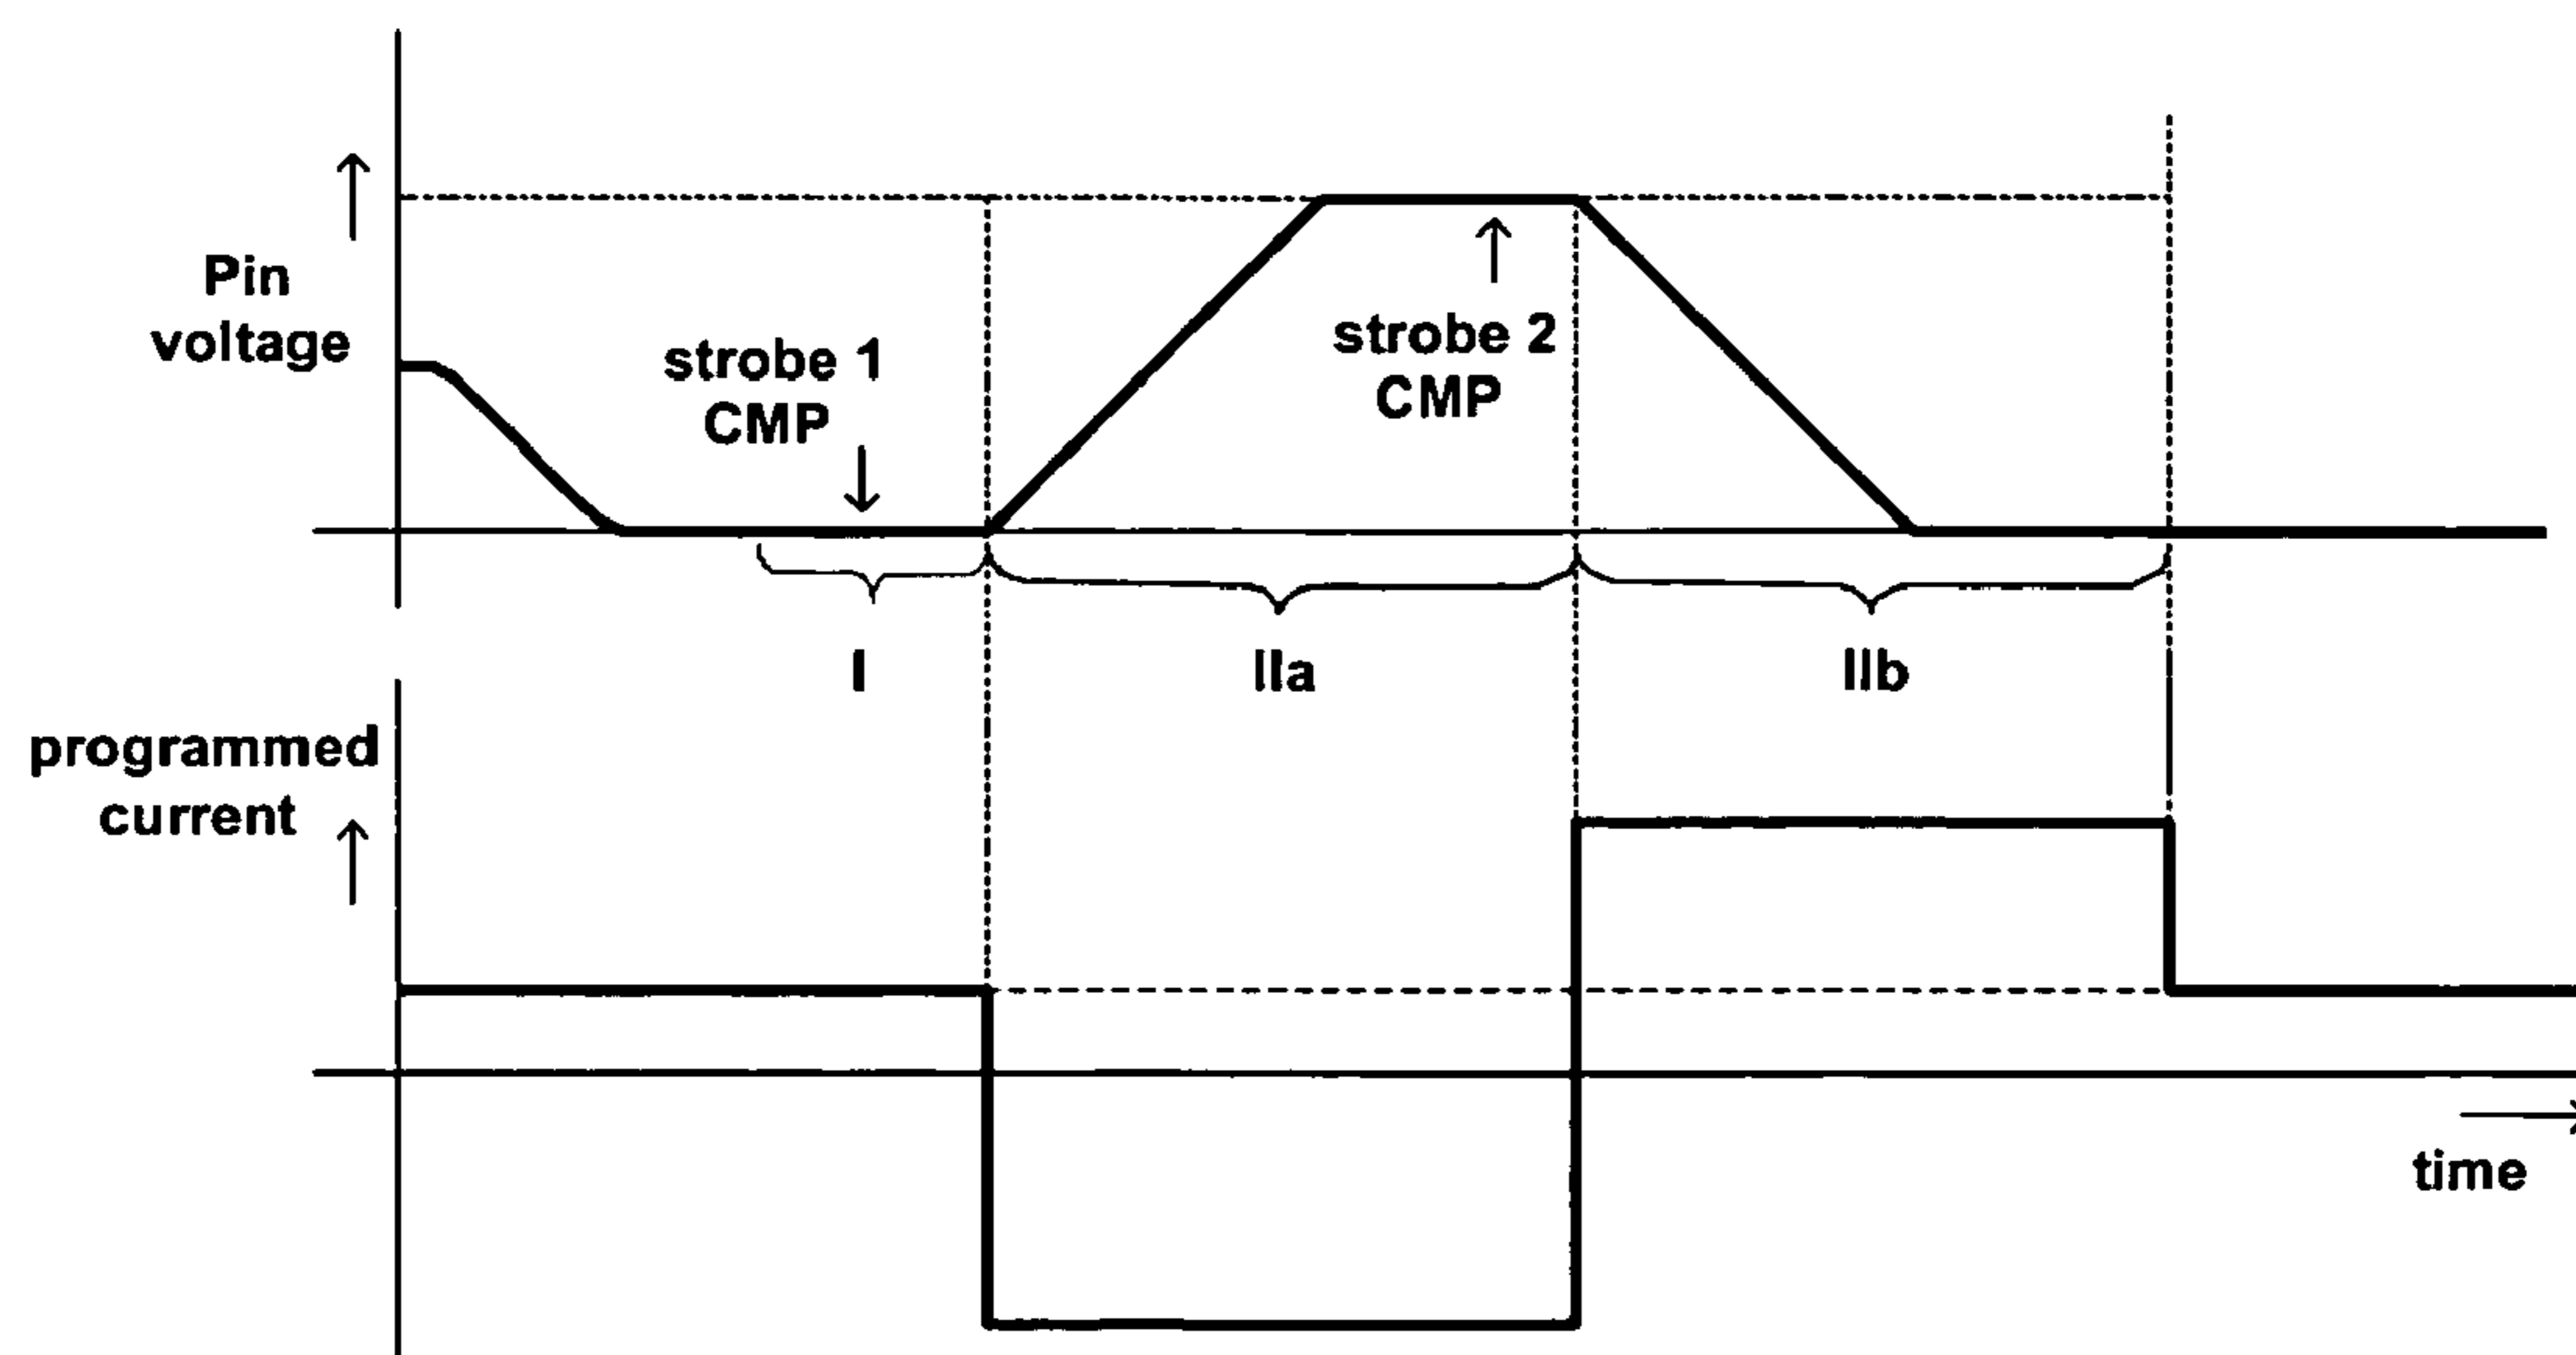 Pin
voltage
strobe 1
CMP
strobe 2
CMP
I
IIa
IIb
programmed
current
time